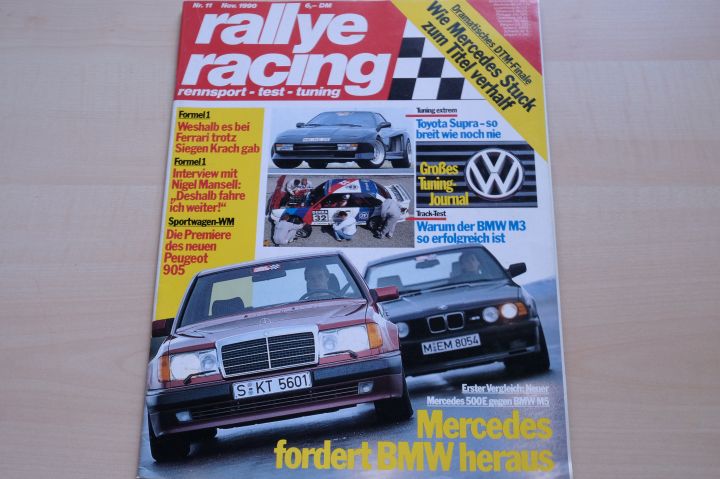 Nr. 11 Nov. 1990 6,- DM
rallye
racing
rennsport - test - tuning
Dramatisches DTM-Finale
Wie Mercedes Stuck
zum Titel verhalf
Formel 1
Weshalb es bei
Ferrari trotz
Siegen Krach gab
Formel 1
Interview mit
Nigel Mansell:
„Deshalb fahre
ich weiter!“
Sportwagen-WM
Die Premiere
des neuen
Peugeot
905
Tuning extrem
Toyota Supra – so
breit wie noch nie
Großes
Tuning-
Journal
32
Track-Test
Warum der BMW M3
so erfolgreich ist
S KT 5601
M EM 8054
Erster Vergleich: Neuer
Mercedes 500E gegen BMW M5
Mercedes
fordert BMW heraus